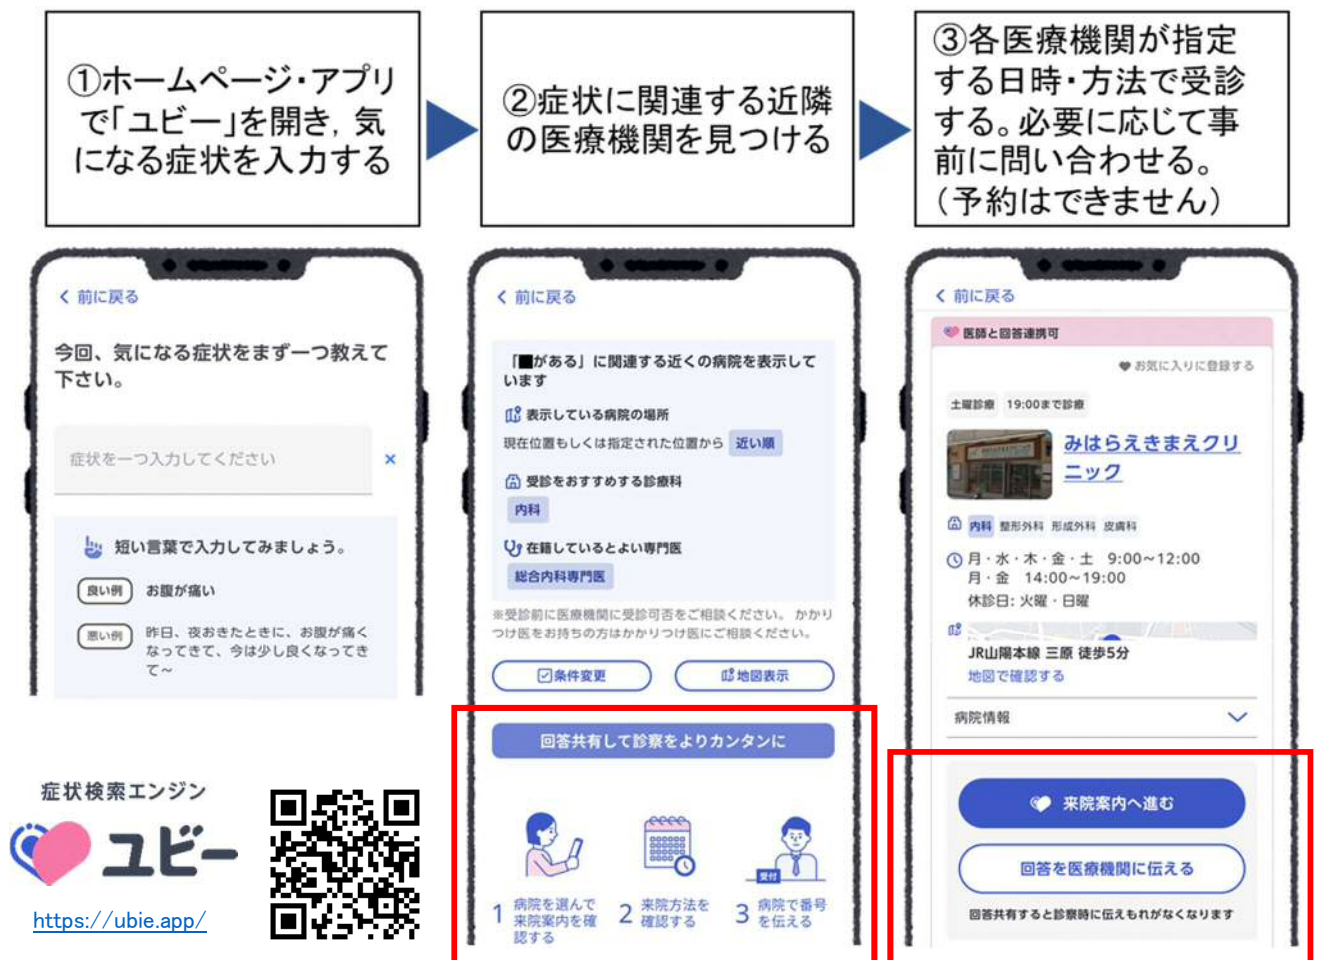 ①ホームページ・アプリ
で「ユビー」を開き, 気
になる症状を入力する
②症状に関連する近隣
の医療機関を見つける
③各医療機関が指定
する日時・方法で受診
する。必要に応じて事
前に問い合わせる。
（予約はできません）
前に戻る
今回、気になる症状をまず一つ教えて
下さい。
症状を一つ入力してください
×
短い言葉で入力してみましょう。
良い例 お腹が痛い
悪い例 昨日、夜おきたときに、お腹が痛く
なってきて、今は少し良くなってき
て～
症状検索エンジン
ユビー
https://ubie.app/
前に戻る
「■がある」に関連する近くの病院を表示して
います
表示している病院の場所
現在位置もしくは指定された位置から 近い順
受診をおすすめする診療科
内科
在籍しているとよい専門医
総合内科専門医
※受診前に医療機関に受診可否をご相談ください。 かかり
つけ医をお持ちの方はかかりつけ医にご相談ください。
条件変更 地図表示
回答共有して診察をよりカンタンに
受付
1 病院を選んで
来院案内を確
認する
2 来院方法を
確認する
3 病院で番号
を伝える
前に戻る
医師と回答連携可
お気に入りに登録する
土曜診療 19:00まで診療
みはらえきまえクリ
ニック
内科 整形外科 形成外科 皮膚科
月・水・木・金・土 9:00～12:00
月・金 14:00～19:00
休診日: 火曜・日曜
JR山陽本線 三原 徒歩5分
地図で確認する
病院情報
来院案内へ進む
回答を医療機関に伝える
回答共有すると診察時に伝えもれがなくなります